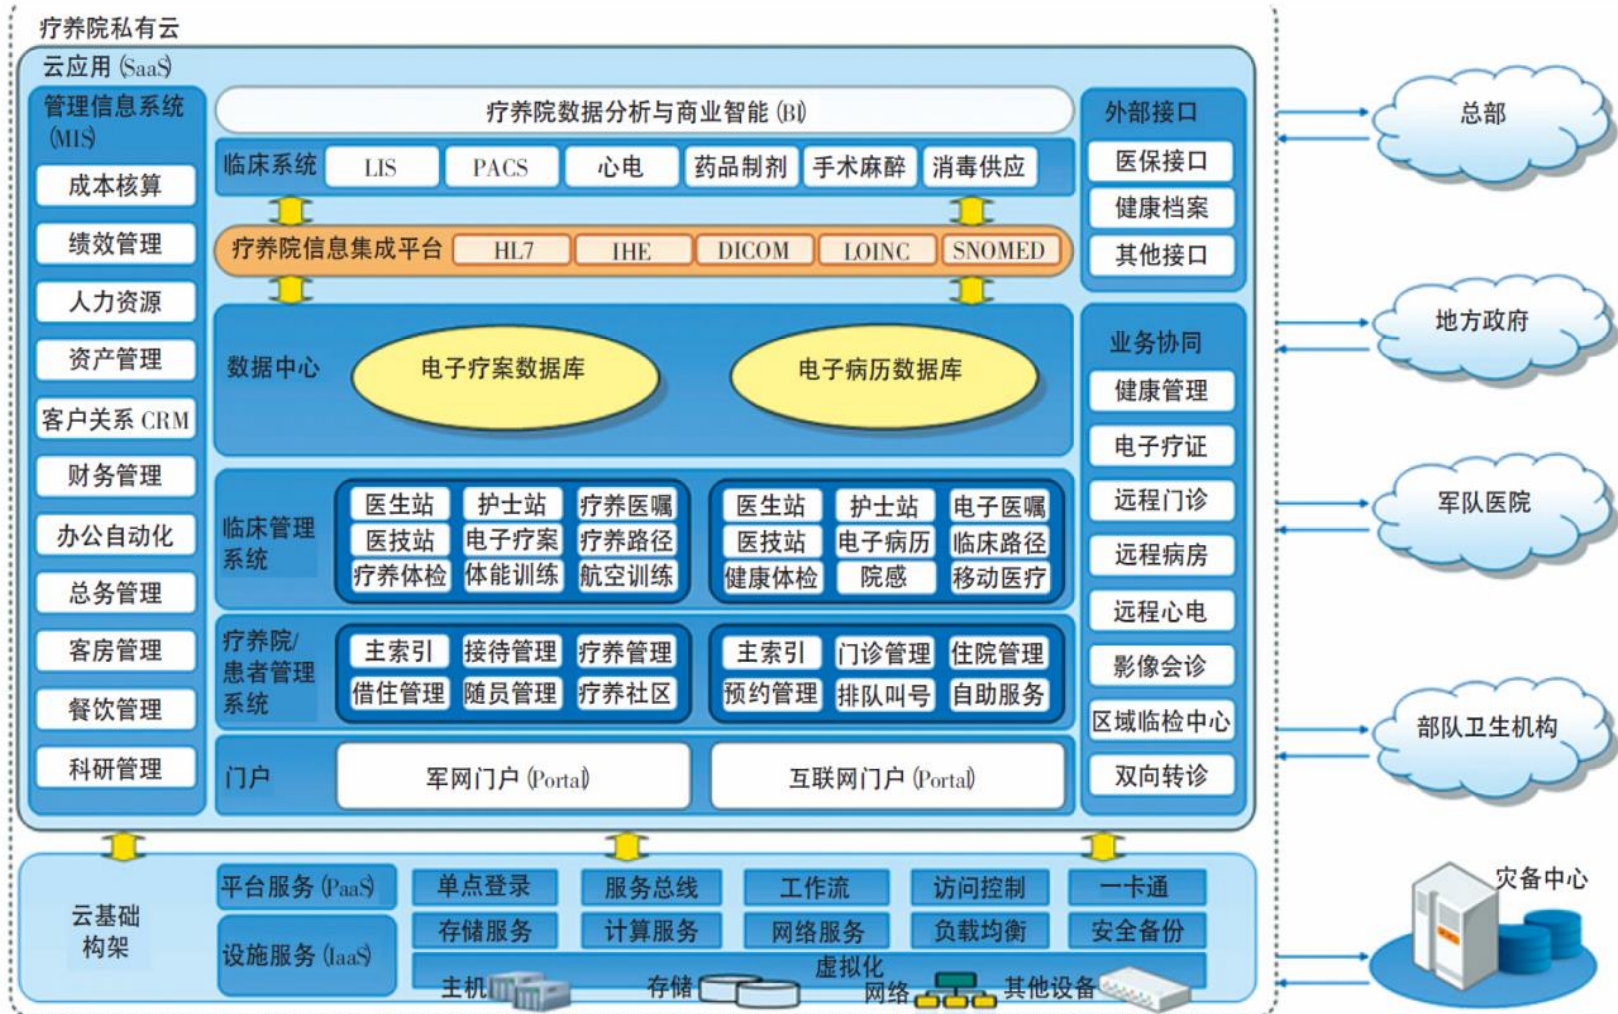 疗养院私有云
云应用 (SaaS)
管理信息系统
(MIS)
成本核算
绩效管理
人力资源
资产管理
客户关系 CRM
财务管理
办公自动化
总务管理
客房管理
餐饮管理
科研管理
疗养院数据分析与商业智能 (BI)
临床系统
LIS
PACS
心电
药品制剂
手术麻醉
消毒供应
疗养院信息集成平台
HL7
IHE
DICOM
LOINC
SNOMED
数据中心
电子疗案数据库
电子病历数据库
临床管理
系统
医生站
护士站
疗养医嘱
医技站
电子疗案
疗养路径
疗养体检
体能训练
航空训练
医生站
护士站
电子医嘱
医技站
电子病历
临床路径
健康体检
院感
移动医疗
疗养院/
患者管理
系统
主索引
接待管理
疗养管理
借住管理
随员管理
疗养社区
主索引
门诊管理
住院管理
预约管理
排队叫号
自助服务
门户
军网门户 (Portal)
互联网门户 (Portal)
外部接口
医保接口
健康档案
其他接口
业务协同
健康管理
电子疗证
远程门诊
远程病房
远程心电
影像会诊
区域临检中心
双向转诊
云基础
构架
平台服务 (PaaS)
单点登录
服务总线
工作流
访问控制
一卡通
设施服务 (IaaS)
存储服务
计算服务
网络服务
负载均衡
安全备份
虚拟化
主机
存储
网络
其他设备
总部
地方政府
军队医院
部队卫生机构
灾备中心